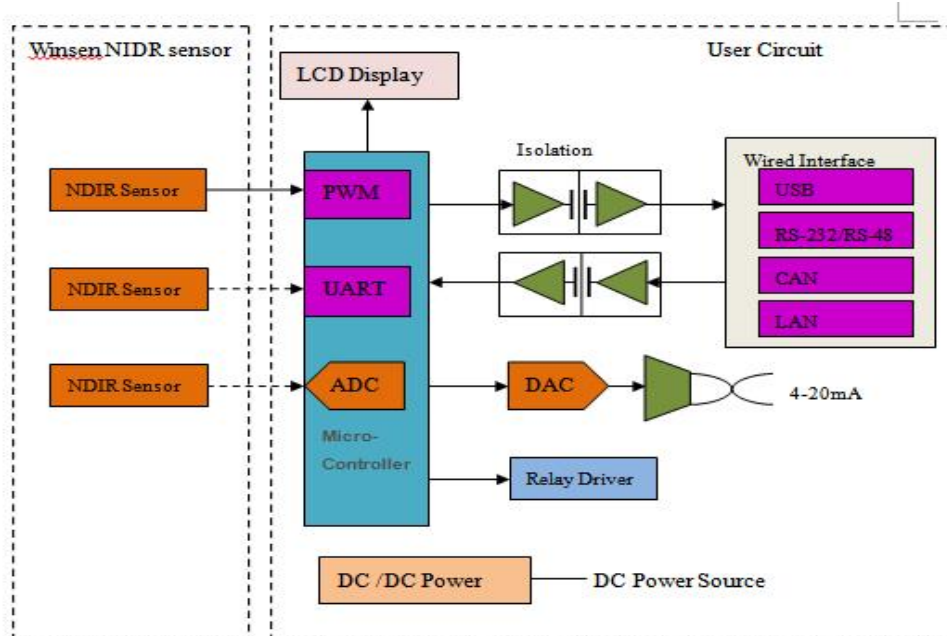 Winsen NIDR sensor
User Circuit
LCD Display
Isolation
Wired Interface
NDIR Sensor
PWM
USB
RS-232/RS-48
NDIR Sensor
UART
CAN
LAN
NDIR Sensor
ADC
DAC
4-20mA
Micro-
Controller
Relay Driver
DC /DC Power
DC Power Source